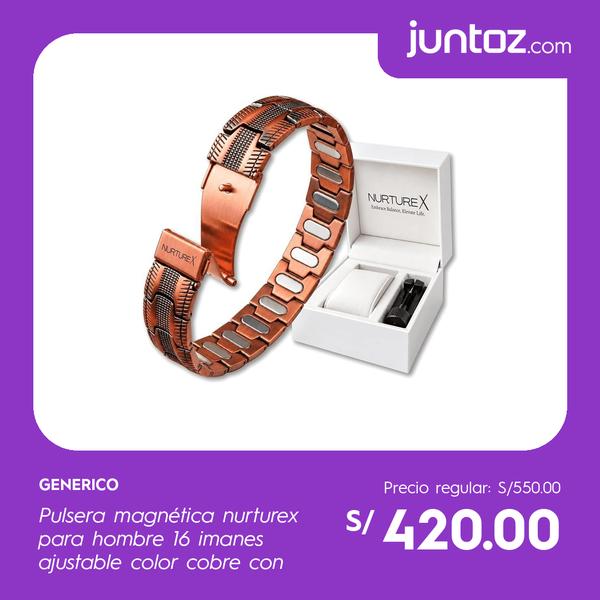 juntoz.com
NURTUREX
Embrace Balance, Elevate Life.
NURTUREX
GENERICO
Pulsera magnética nurturex
para hombre 16 imanes
ajustable color cobre con
Precio regular: S/550.00
S/ 420.00